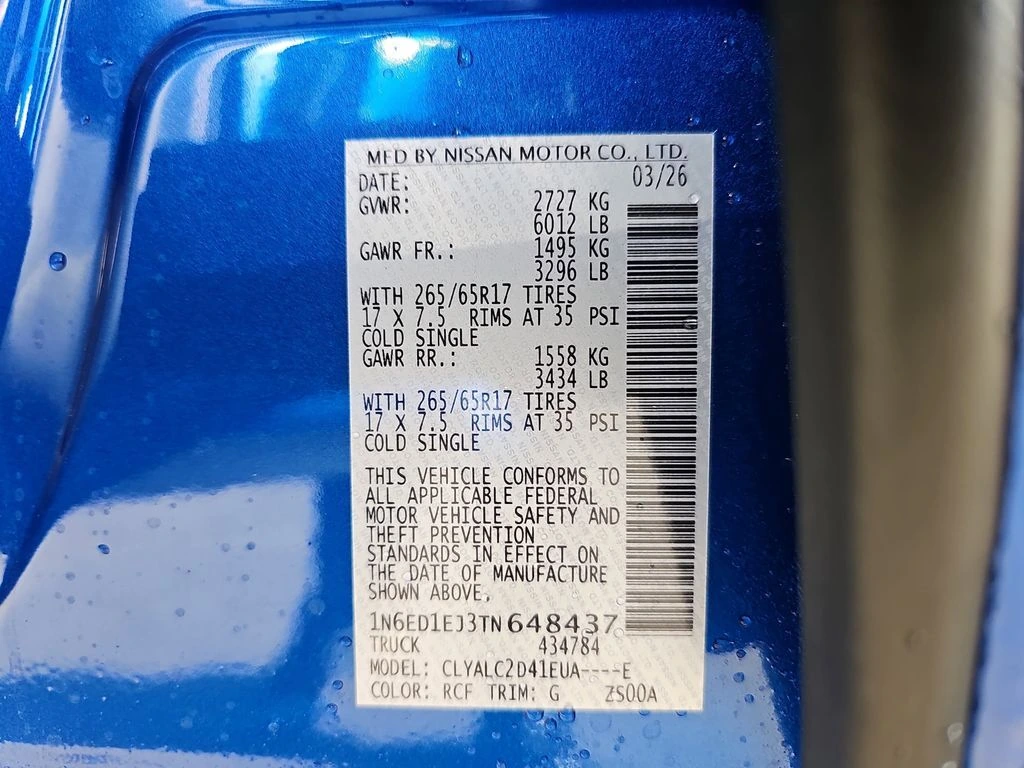 MFD BY NISSAN MOTOR CO., LTD.
DATE: 03/26
GVWR: 2727 KG
6012 LB
GAWR FR.: 1495 KG
3296 LB
WITH 265/65R17 TIRES
17 X 7.5 RIMS AT 35 PSI
COLD SINGLE
GAWR RR.: 1558 KG
3434 LB
WITH 265/65R17 TIRES
17 X 7.5 RIMS AT 35 PSI
COLD SINGLE
THIS VEHICLE CONFORMS TO
ALL APPLICABLE FEDERAL
MOTOR VEHICLE SAFETY AND
THEFT PREVENTION
STANDARDS IN EFFECT ON
THE DATE OF MANUFACTURE
SHOWN ABOVE,
1N6ED1EJ3TN648437
TRUCK 434784
MODEL: CLYALC2D41EUA----E
COLOR: RCF TRIM: G ZS00A